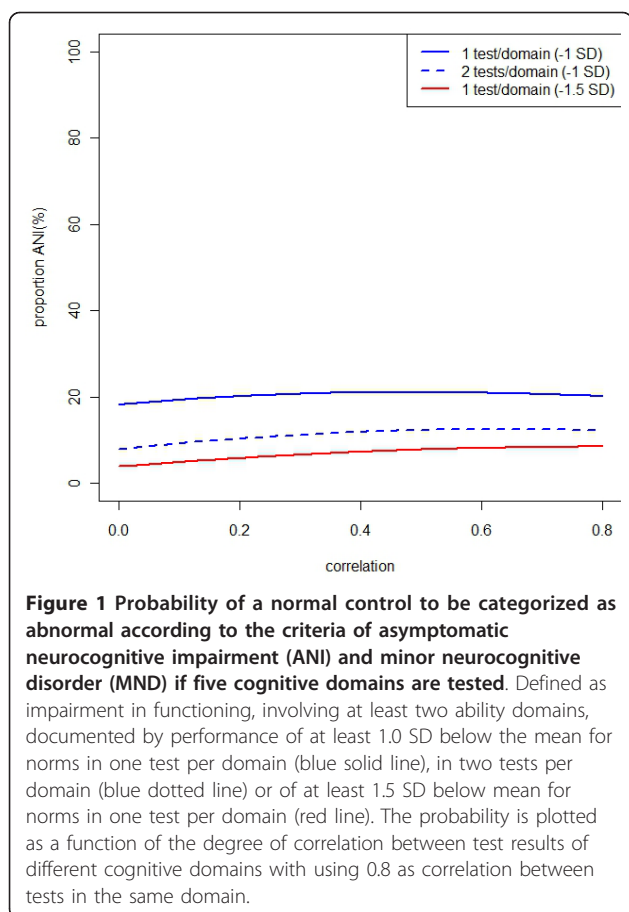 100
80
60
40
20
0
proportion ANI(%)
1 test/domain (-1 SD)
2 tests/domain (-1 SD)
1 test/domain (-1.5 SD)
0.0 0.2 0.4 0.6 0.8
correlation
Figure 1 Probability of a normal control to be categorized as
abnormal according to the criteria of asymptomatic
neurocognitive impairment (ANI) and minor neurocognitive
disorder (MND) if five cognitive domains are tested. Defined as
impairment in functioning, involving at least two ability domains,
documented by performance of at least 1.0 SD below the mean for
norms in one test per domain (blue solid line), in two tests per
domain (blue dotted line) or of at least 1.5 SD below mean for
norms in one test per domain (red line). The probability is plotted
as a function of the degree of correlation between test results of
different cognitive domains with using 0.8 as correlation between
tests in the same domain.